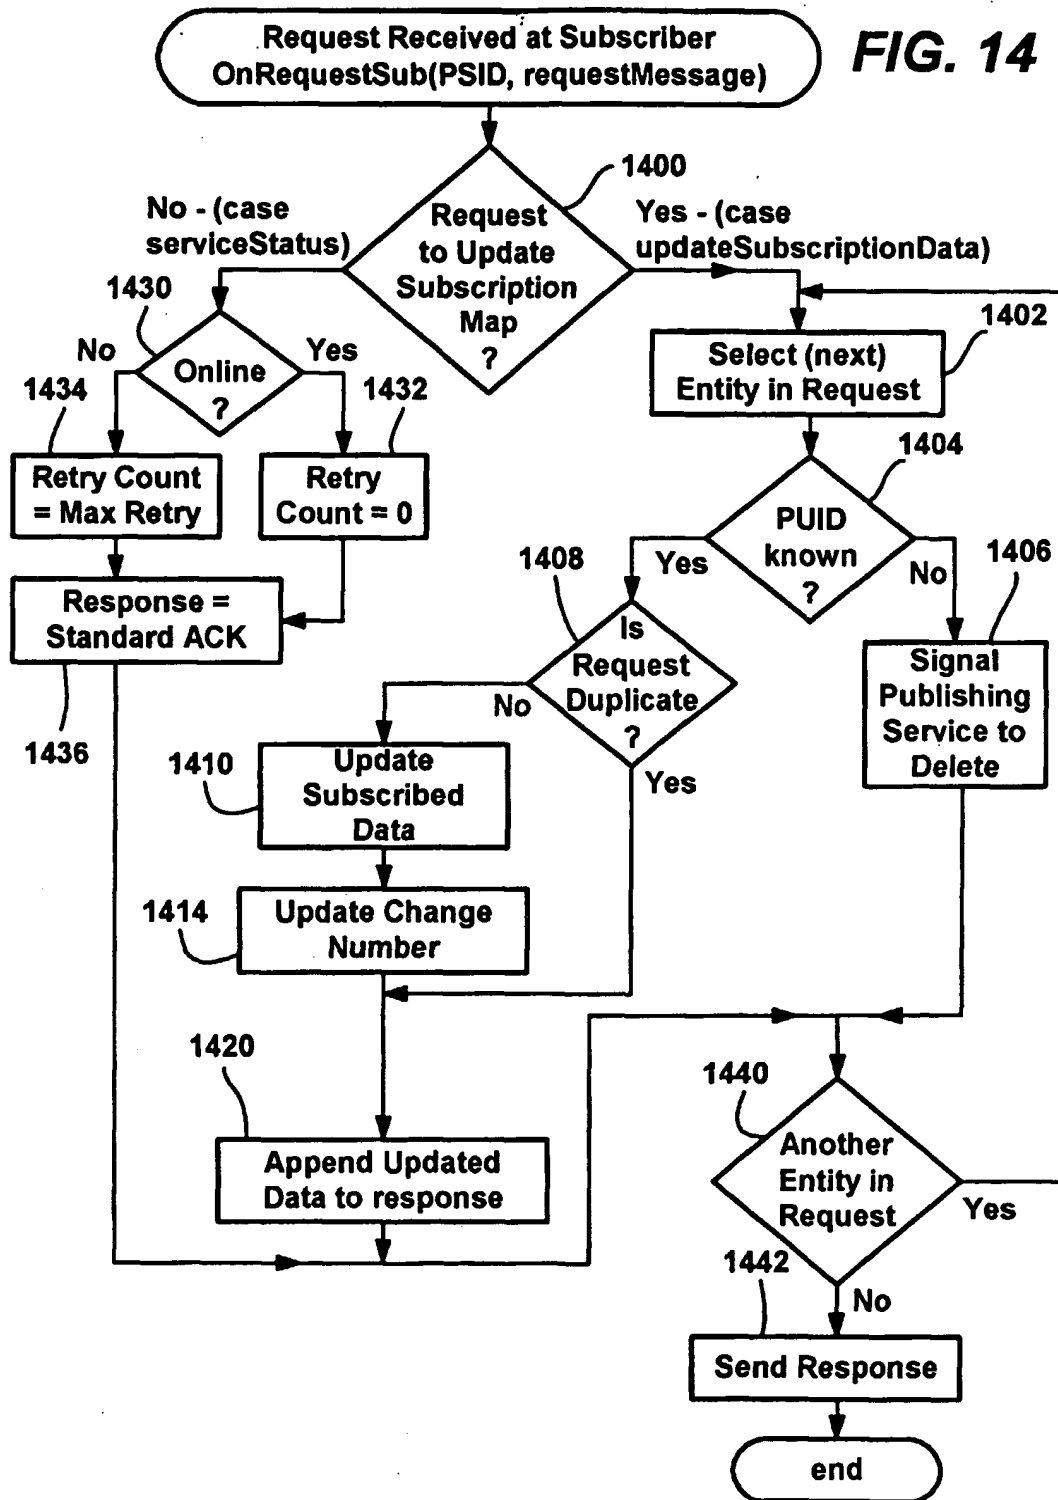 Request Received at Subscriber
OnRequestSub(PSID, requestMessage)
FIG. 14
1400
No - (case
serviceStatus)
Request
to Update
Subscription
Map
?
Yes - (case
updateSubscriptionData)
1430
1402
No
Online
?
Yes
Select (next)
Entity in Request
1434
1432
1404
Retry Count
= Max Retry
Retry
Count = 0
PUID
known
?
Yes
No
1408
1406
Response =
Standard ACK
Is
Request
Duplicate
?
No
Yes
Signal
Publishing
Service to
Delete
1436
1410
Update
Subscribed
Data
1414
Update Change
Number
1420
1440
Append Updated
Data to response
Another
Entity in
Request
Yes
1442
No
Send Response
end